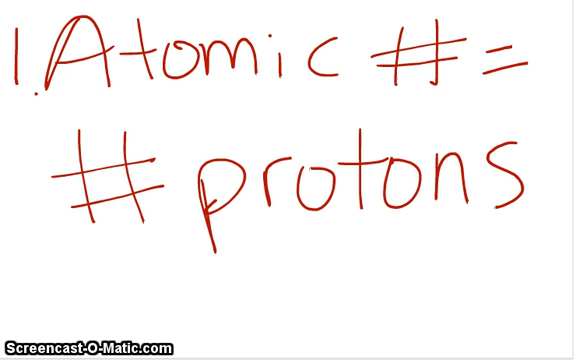 1. Atomic # =
# protons
Screencast-O-Matic.com